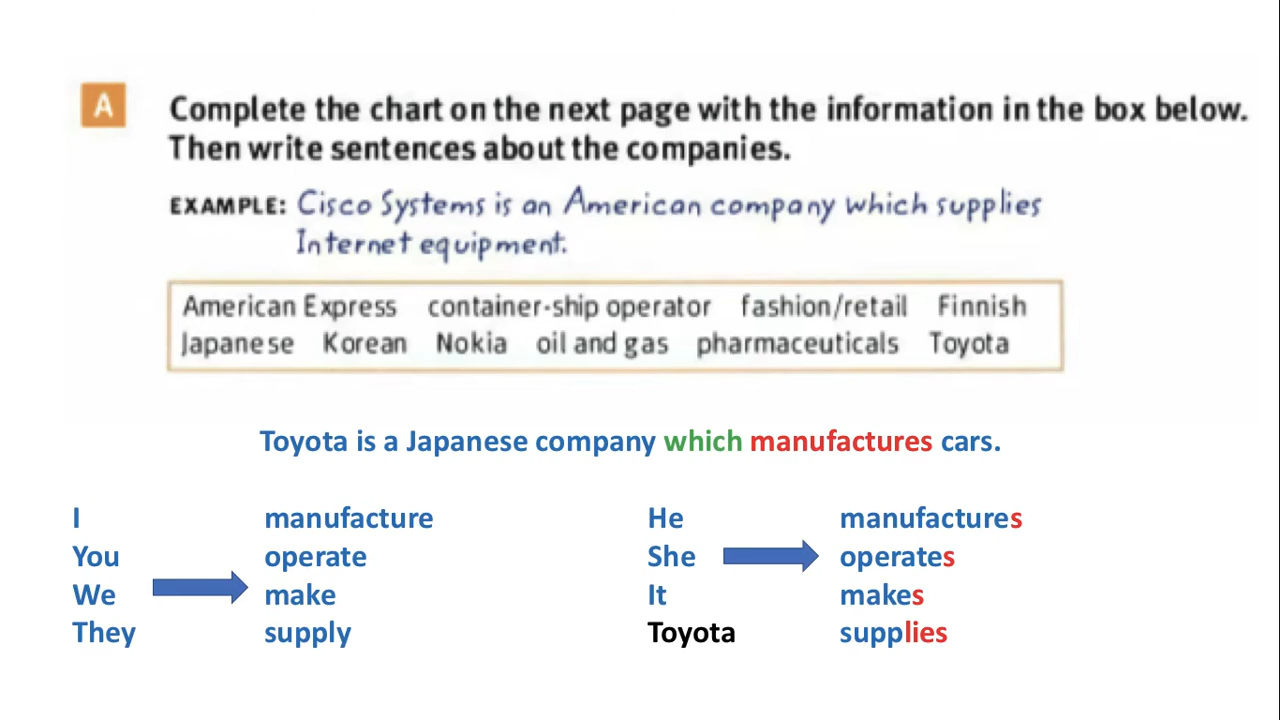 A
Complete the chart on the next page with the information in the box below.
Then write sentences about the companies.
EXAMPLE: Cisco Systems is an American company which supplies
Internet equipment.
American Express container-ship operator fashion/retail Finnish
Japanese Korean Nokia oil and gas pharmaceuticals Toyota
Toyota is a Japanese company which manufactures cars.
I manufacture He manufactures
You operate She operates
We make It makes
They supply Toyota supplies